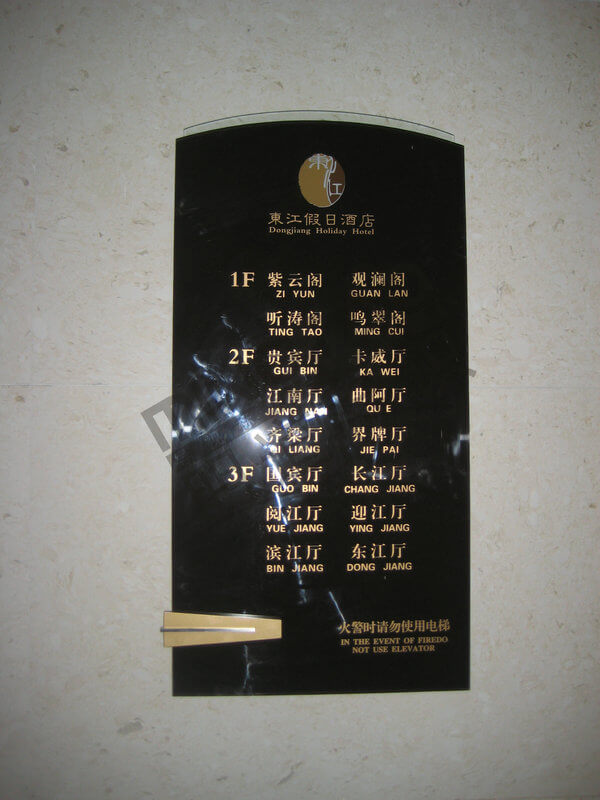 東江
東江假日酒店
Dongjiang Holiday Hotel
1F 紫云阁 观澜阁
ZI YUN GUAN LAN
听涛阁 鸣翠阁
TING TAO MING CUI
2F 贵宾厅 卡威厅
GUI BIN KA WEI
江南厅 曲阿厅
JIANG NAN QU E
齐梁厅 界牌厅
QI LIANG JIE PAI
3F 国宾厅 长江厅
GUO BIN CHANG JIANG
阅江厅 迎江厅
YUE JIANG YING JIANG
滨江厅 东江厅
BIN JIANG DONG JIANG
火警时请勿使用电梯
IN THE EVENT OF FIREDO
NOT USE ELEVATOR